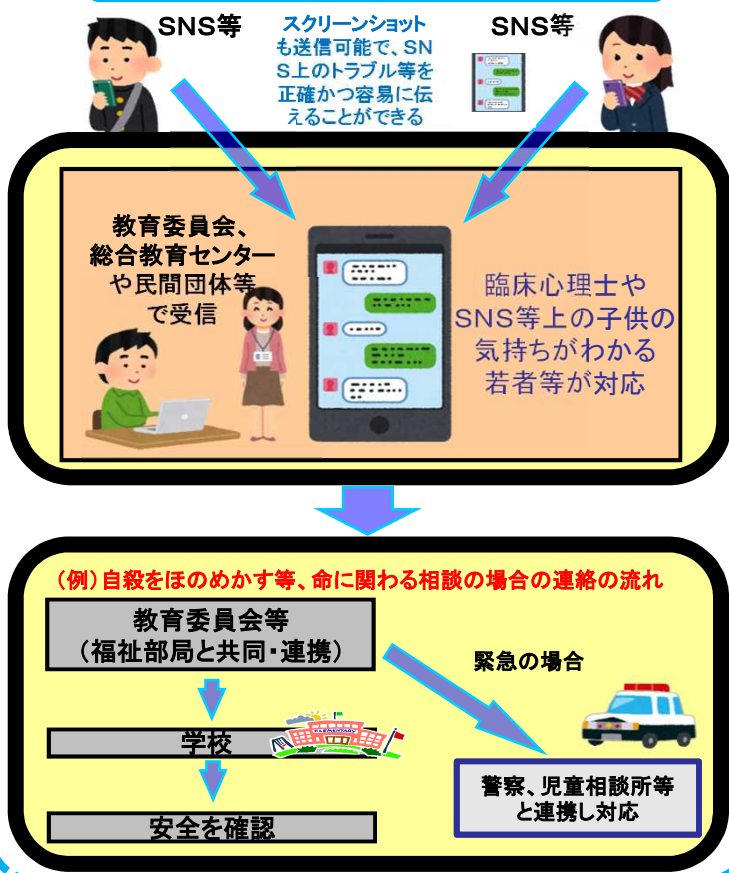 SNS等
スクリーンショット
も送信可能で、SN
S上のトラブル等を
正確かつ容易に伝
えることができる
SNS等
教育委員会、
総合教育センター
や民間団体等
で受信
臨床心理士や
SNS等上の子供の
気持ちがわかる
若者等が対応
（例）自殺をほのめかす等、命に関わる相談の場合の連絡の流れ
教育委員会等
（福祉部局と共同・連携）
緊急の場合
学校
ELEMENTARY
安全を確認
警察、児童相談所等
と連携し対応